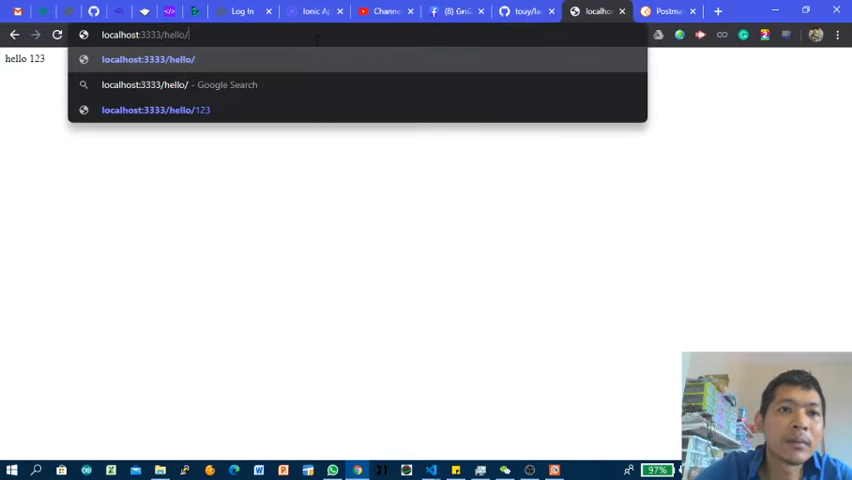 Log In
Ionic Ap
Channe
(8)
touy/la
localho
Postma
localhost:3333/hello/
hello 123
localhost:3333/hello/
localhost:3333/hello/ - Google Search
localhost:3333/hello/123
97%